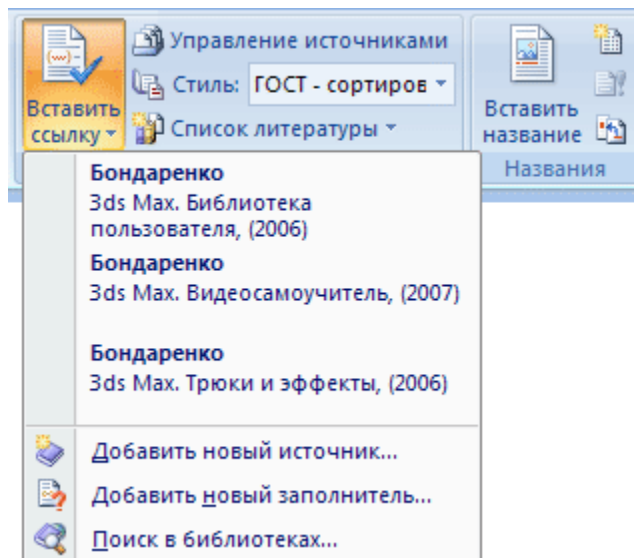 Управление источниками
Стиль: ГОСТ - сортиров
Список литературы
Вставить
ссылку
Вставить
название
Названия
Бондаренко
3ds Max. Библиотека
пользователя, (2006)
Бондаренко
3ds Max. Видеосамоучитель, (2007)
Бондаренко
3ds Max. Трюки и эффекты, (2006)
Добавить новый источник...
Добавить новый заполнитель...
Поиск в библиотеках...